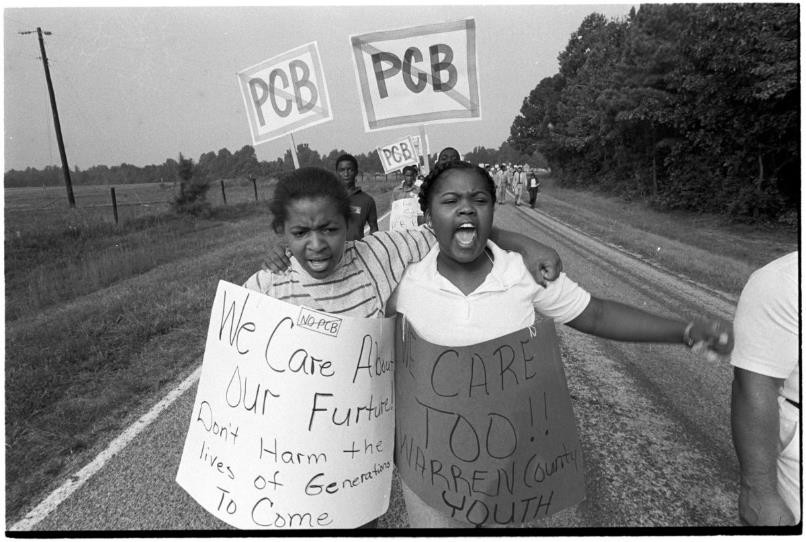 PCB
PCB
PCB
We Care About
NO-PCB
Our Furture!
Don't Harm the
lives of Generations
To Come
WE CARE
TOO!!
WARREN County
YOUTH